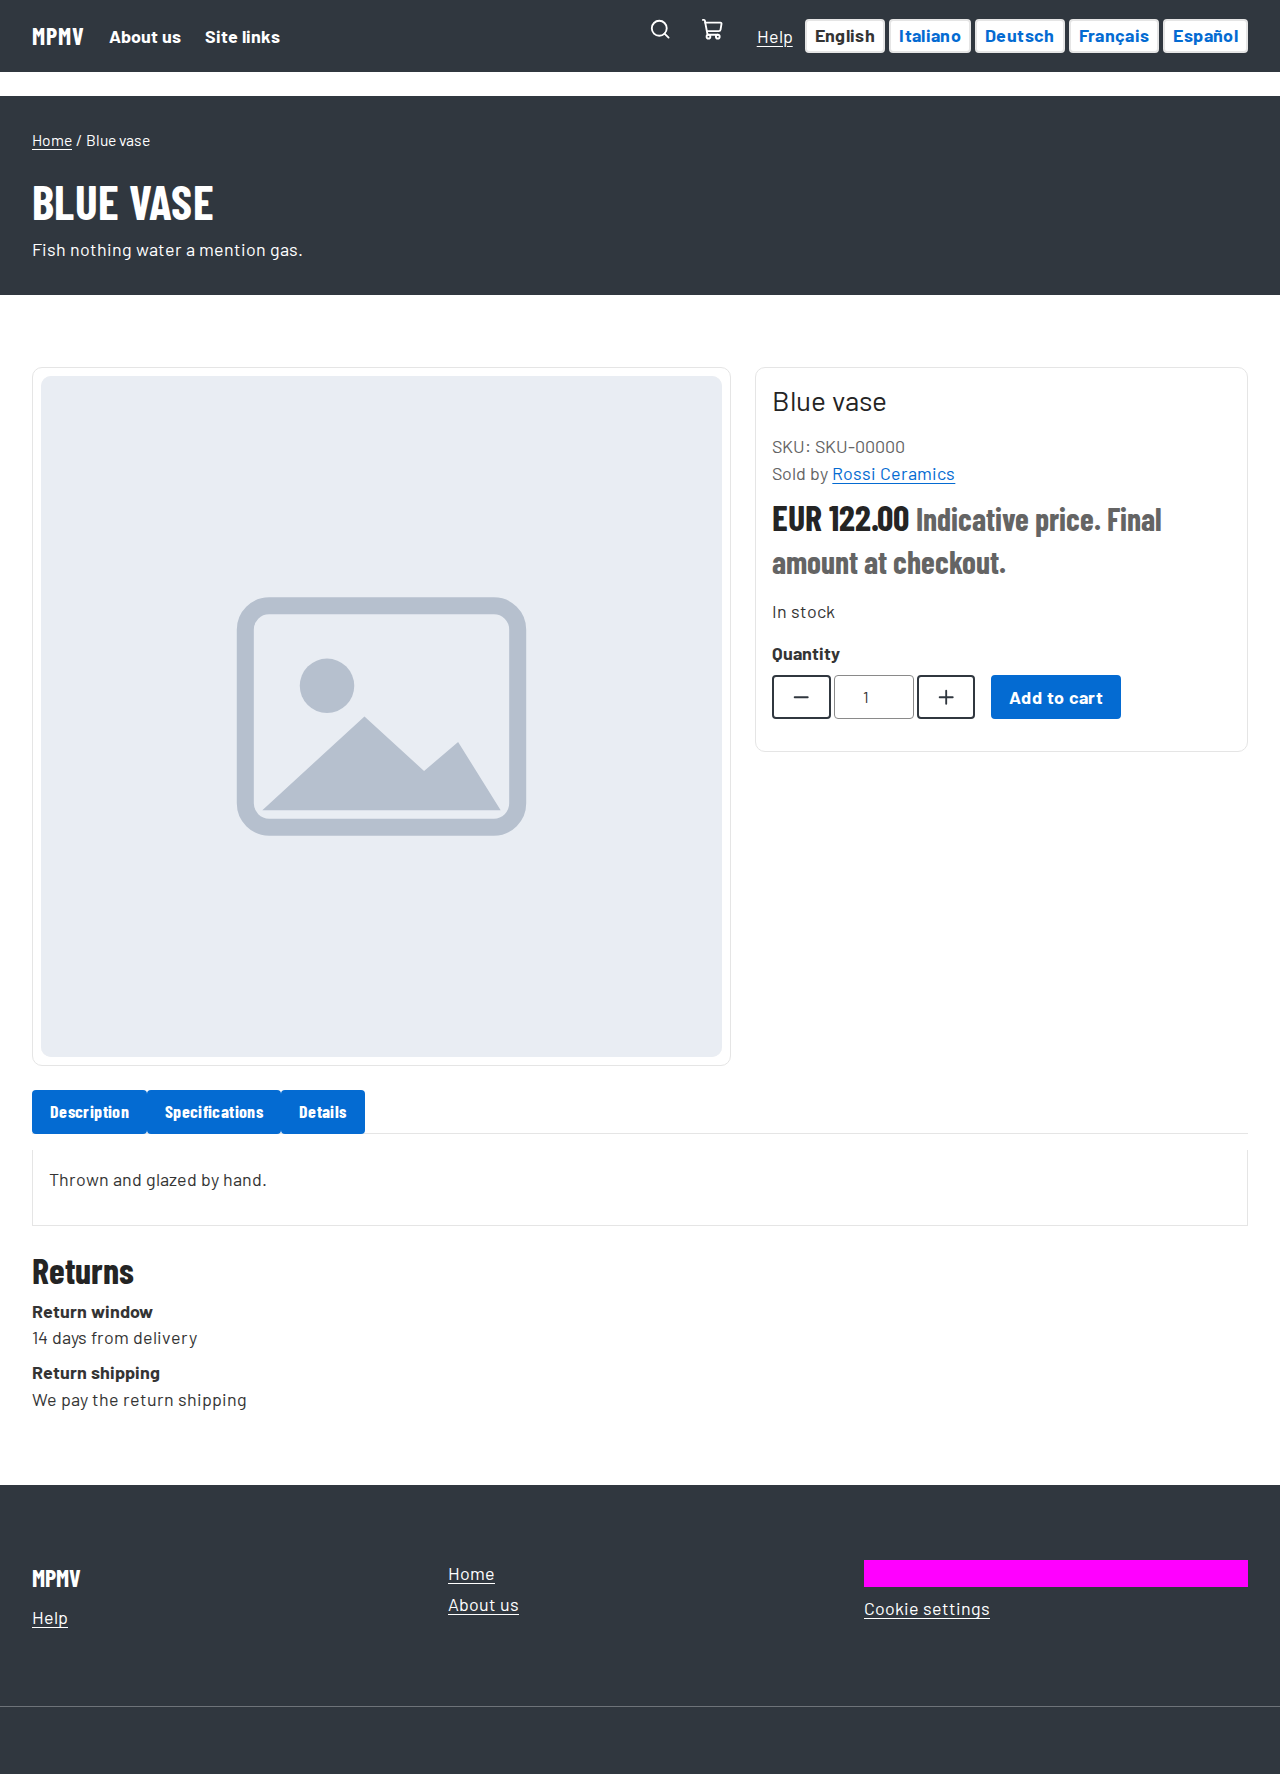 MPMV About us Site links Help English Italiano Deutsch Français Español
Home / Blue vase
BLUE VASE
Fish nothing water a mention gas.
Blue vase
SKU: SKU-00000
Sold by Rossi Ceramics
EUR 122.00 Indicative price. Final
amount at checkout.
In stock
Quantity
1 Add to cart
Description Specifications Details
Thrown and glazed by hand.
Returns
Return window
14 days from delivery
Return shipping
We pay the return shipping
MPMV
Help
Home
About us
Cookie settings